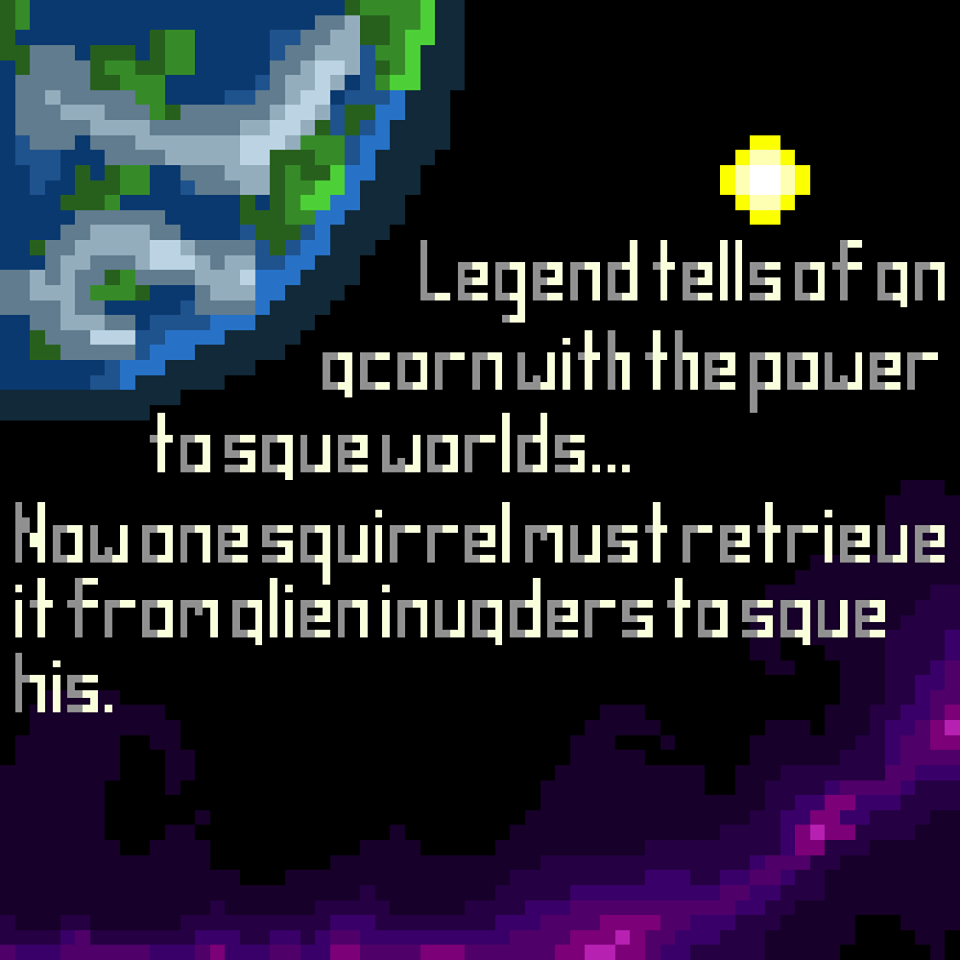 Legend tells of an
acorn with the power
to save worlds...
Now one squirrel must retrieve
it from alien invaders to save
his.